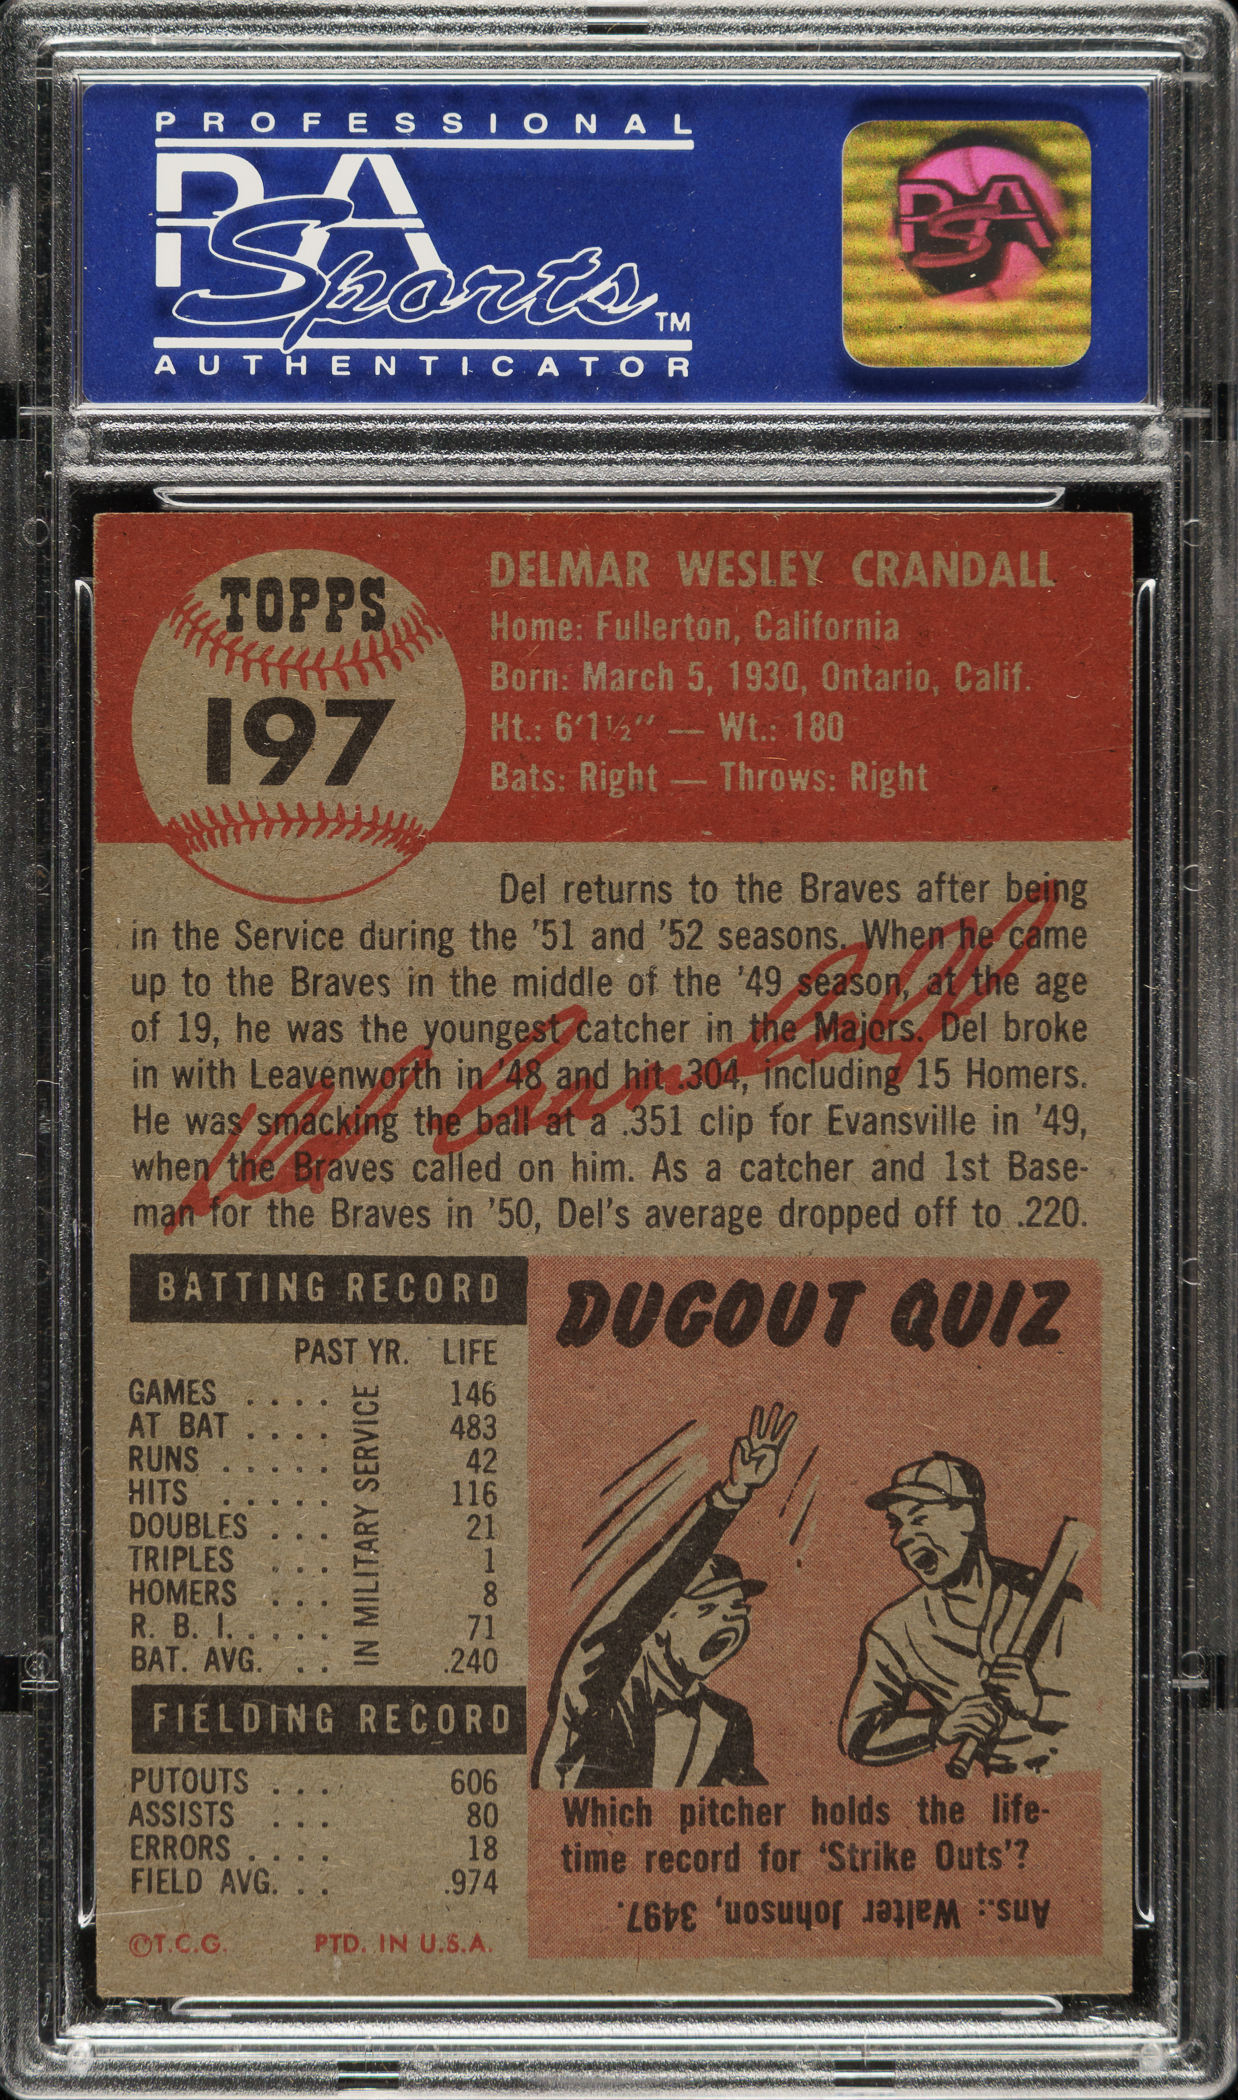 PROFESSIONAL
PSA
Sports™
AUTHENTICATOR
PSA
TOPPS
197
DELMAR WESLEY CRANDALL
Home: Fullerton, California
Born: March 5, 1930, Ontario, Calif.
Ht.: 6'1½" — Wt.: 180
Bats: Right — Throws: Right
Del returns to the Braves after being
in the Service during the '51 and '52 seasons. When he came
up to the Braves in the middle of the '49 season, at the age
of 19, he was the youngest catcher in the Majors. Del broke
in with Leavenworth in '48 and hit .304, including 15 Homers.
He was smacking the ball at a .351 clip for Evansville in '49,
when the Braves called on him. As a catcher and 1st Base-
man for the Braves in '50, Del's average dropped off to .220.
Del Crandall
BATTING RECORD
PAST YR. LIFE
GAMES . . . . 146
AT BAT . . . . 483
RUNS . . . . . 42
HITS . . . . . 116
DOUBLES . . . 21
TRIPLES . . . 1
HOMERS . . . 8
R. B. I. . . . . 71
BAT. AVG. . . . .240
IN MILITARY SERVICE
FIELDING RECORD
PUTOUTS . . . 606
ASSISTS . . . 80
ERRORS . . . . 18
FIELD AVG. . . .974
©T.C.G. PTD. IN U.S.A.
DUGOUT QUIZ
Which pitcher holds the life-
time record for 'Strike Outs'?
Ans.: Walter Johnson, 3497.